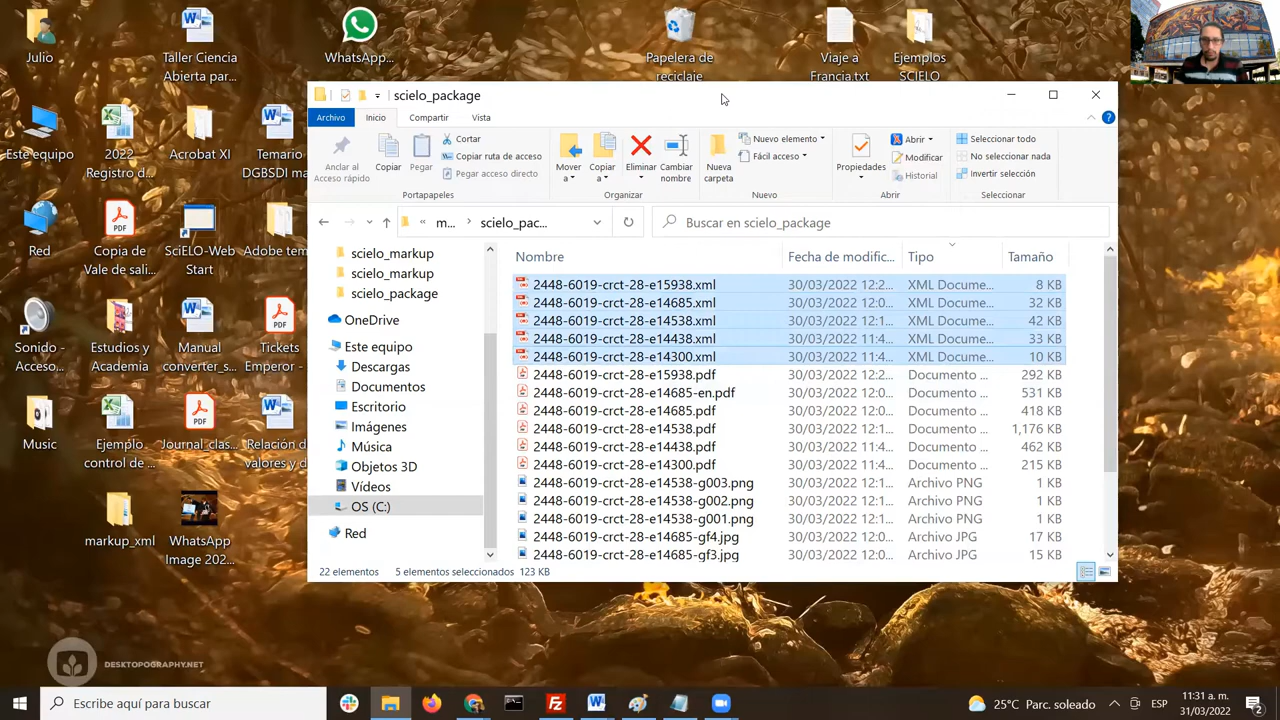 Julio
Taller Ciencia
Abierta par...
WhatsApp...
Papelera de
reciclaje
Viaje a
Francia.txt
Ejemplos
SCIELO
Este equipo
2022
Registro d...
Acrobat XI
Temario
DGBSDI ma
Red
Copia de
Vale de sali...
SciELO-Web
Start
Adobe tem
Sonido -
Acceso...
Estudios y
Academia
Manual
converter_s...
Tickets
Emperor -
Music
Ejemplo
control de ...
Journal_clas...
Relación d
valores y d
markup_xml
WhatsApp
Image 202...
DESKTOPOGRAPHY.NET
scielo_package
Archivo
Inicio
Compartir
Vista
Anclar al
Acceso rápido
Copiar
Pegar
Cortar
Copiar ruta de acceso
Pegar acceso directo
Portapapeles
Mover
a
Copiar
a
Eliminar
Cambiar
nombre
Organizar
Nueva
carpeta
Nuevo elemento
Fácil acceso
Nuevo
Propiedades
Abrir
Modificar
Historial
Abrir
Seleccionar todo
No seleccionar nada
Invertir selección
Seleccionar
« m... › scielo_pac...
Buscar en scielo_package
scielo_markup
scielo_markup
scielo_package
OneDrive
Este equipo
Descargas
Documentos
Escritorio
Imágenes
Música
Objetos 3D
Vídeos
OS (C:)
Red
Nombre Fecha de modific... Tipo Tamaño
2448-6019-crct-28-e15938.xml 30/03/2022 12:2... XML Docume... 8 KB
2448-6019-crct-28-e14685.xml 30/03/2022 12:0... XML Docume... 32 KB
2448-6019-crct-28-e14538.xml 30/03/2022 12:1... XML Docume... 42 KB
2448-6019-crct-28-e14438.xml 30/03/2022 11:4... XML Docume... 33 KB
2448-6019-crct-28-e14300.xml 30/03/2022 11:4... XML Docume... 10 KB
2448-6019-crct-28-e15938.pdf 30/03/2022 12:2... Documento ... 292 KB
2448-6019-crct-28-e14685-en.pdf 30/03/2022 12:0... Documento ... 531 KB
2448-6019-crct-28-e14685.pdf 30/03/2022 12:0... Documento ... 418 KB
2448-6019-crct-28-e14538.pdf 30/03/2022 12:1... Documento ... 1,176 KB
2448-6019-crct-28-e14438.pdf 30/03/2022 11:4... Documento ... 462 KB
2448-6019-crct-28-e14300.pdf 30/03/2022 11:4... Documento ... 215 KB
2448-6019-crct-28-e14538-g003.png 30/03/2022 12:1... Archivo PNG 1 KB
2448-6019-crct-28-e14538-g002.png 30/03/2022 12:1... Archivo PNG 1 KB
2448-6019-crct-28-e14538-g001.png 30/03/2022 12:1... Archivo PNG 1 KB
2448-6019-crct-28-e14685-gf4.jpg 30/03/2022 12:0... Archivo JPG 17 KB
2448-6019-crct-28-e14685-gf3.jpg 30/03/2022 12:0... Archivo JPG 15 KB
22 elementos 5 elementos seleccionados 123 KB
Escribe aquí para buscar
25°C Parc. soleado
ESP
11:31 a. m.
31/03/2022
2